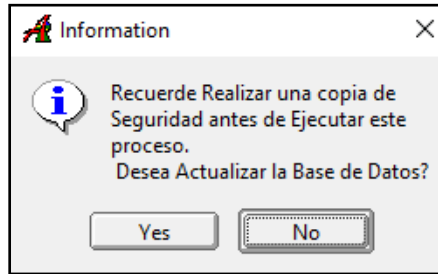 Information
Recuerde Realizar una copia de
Seguridad antes de Ejecutar este
proceso.
Desea Actualizar la Base de Datos?
Yes
No